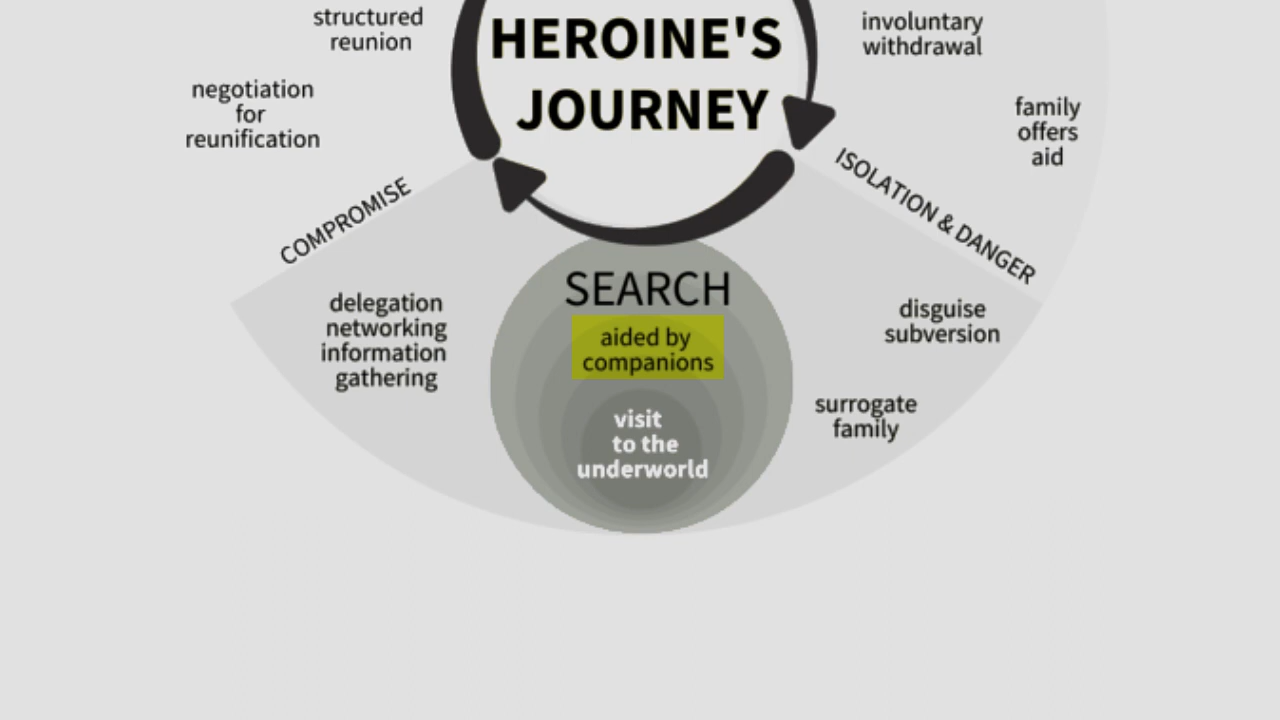 structured
reunion
HEROINE'S
JOURNEY
involuntary
withdrawal
negotiation
for
reunification
family
offers
aid
COMPROMISE
ISOLATION & DANGER
SEARCH
aided by
companions
visit
to the
underworld
delegation
networking
information
gathering
disguise
subversion
surrogate
family